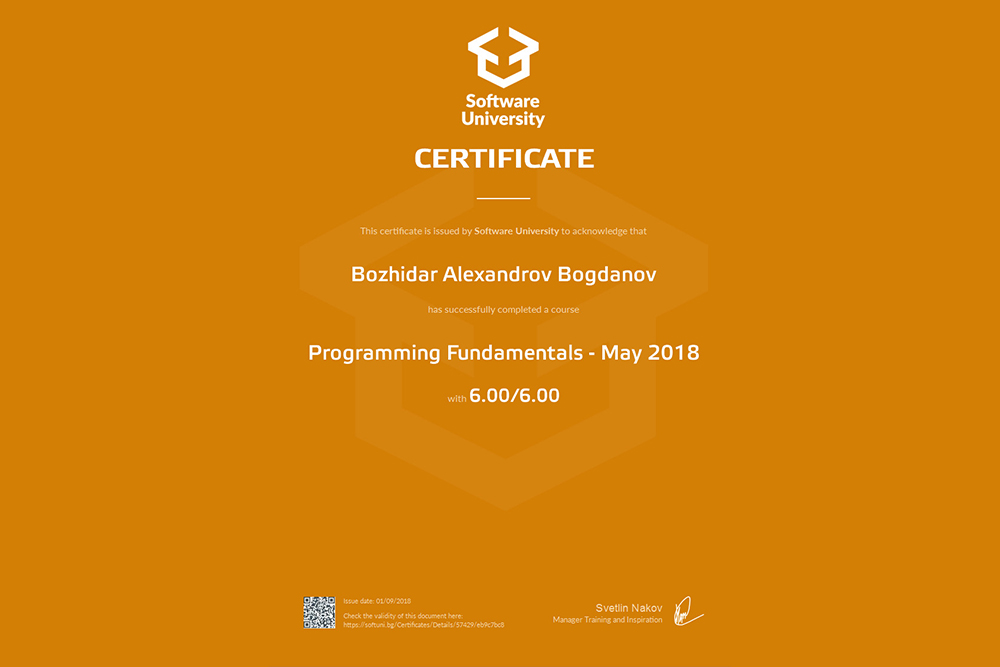 Software
University
CERTIFICATE
This certificate is issued by Software University to acknowledge that
Bozhidar Alexandrov Bogdanov
has successfully completed a course
Programming Fundamentals - May 2018
with 6.00/6.00
Issue date: 01/09/2018
Check the validity of this document here:
https://softuni.bg/Certificates/Details/57429/eb9c7bc8
Svetlin Nakov
Manager Training and Inspiration